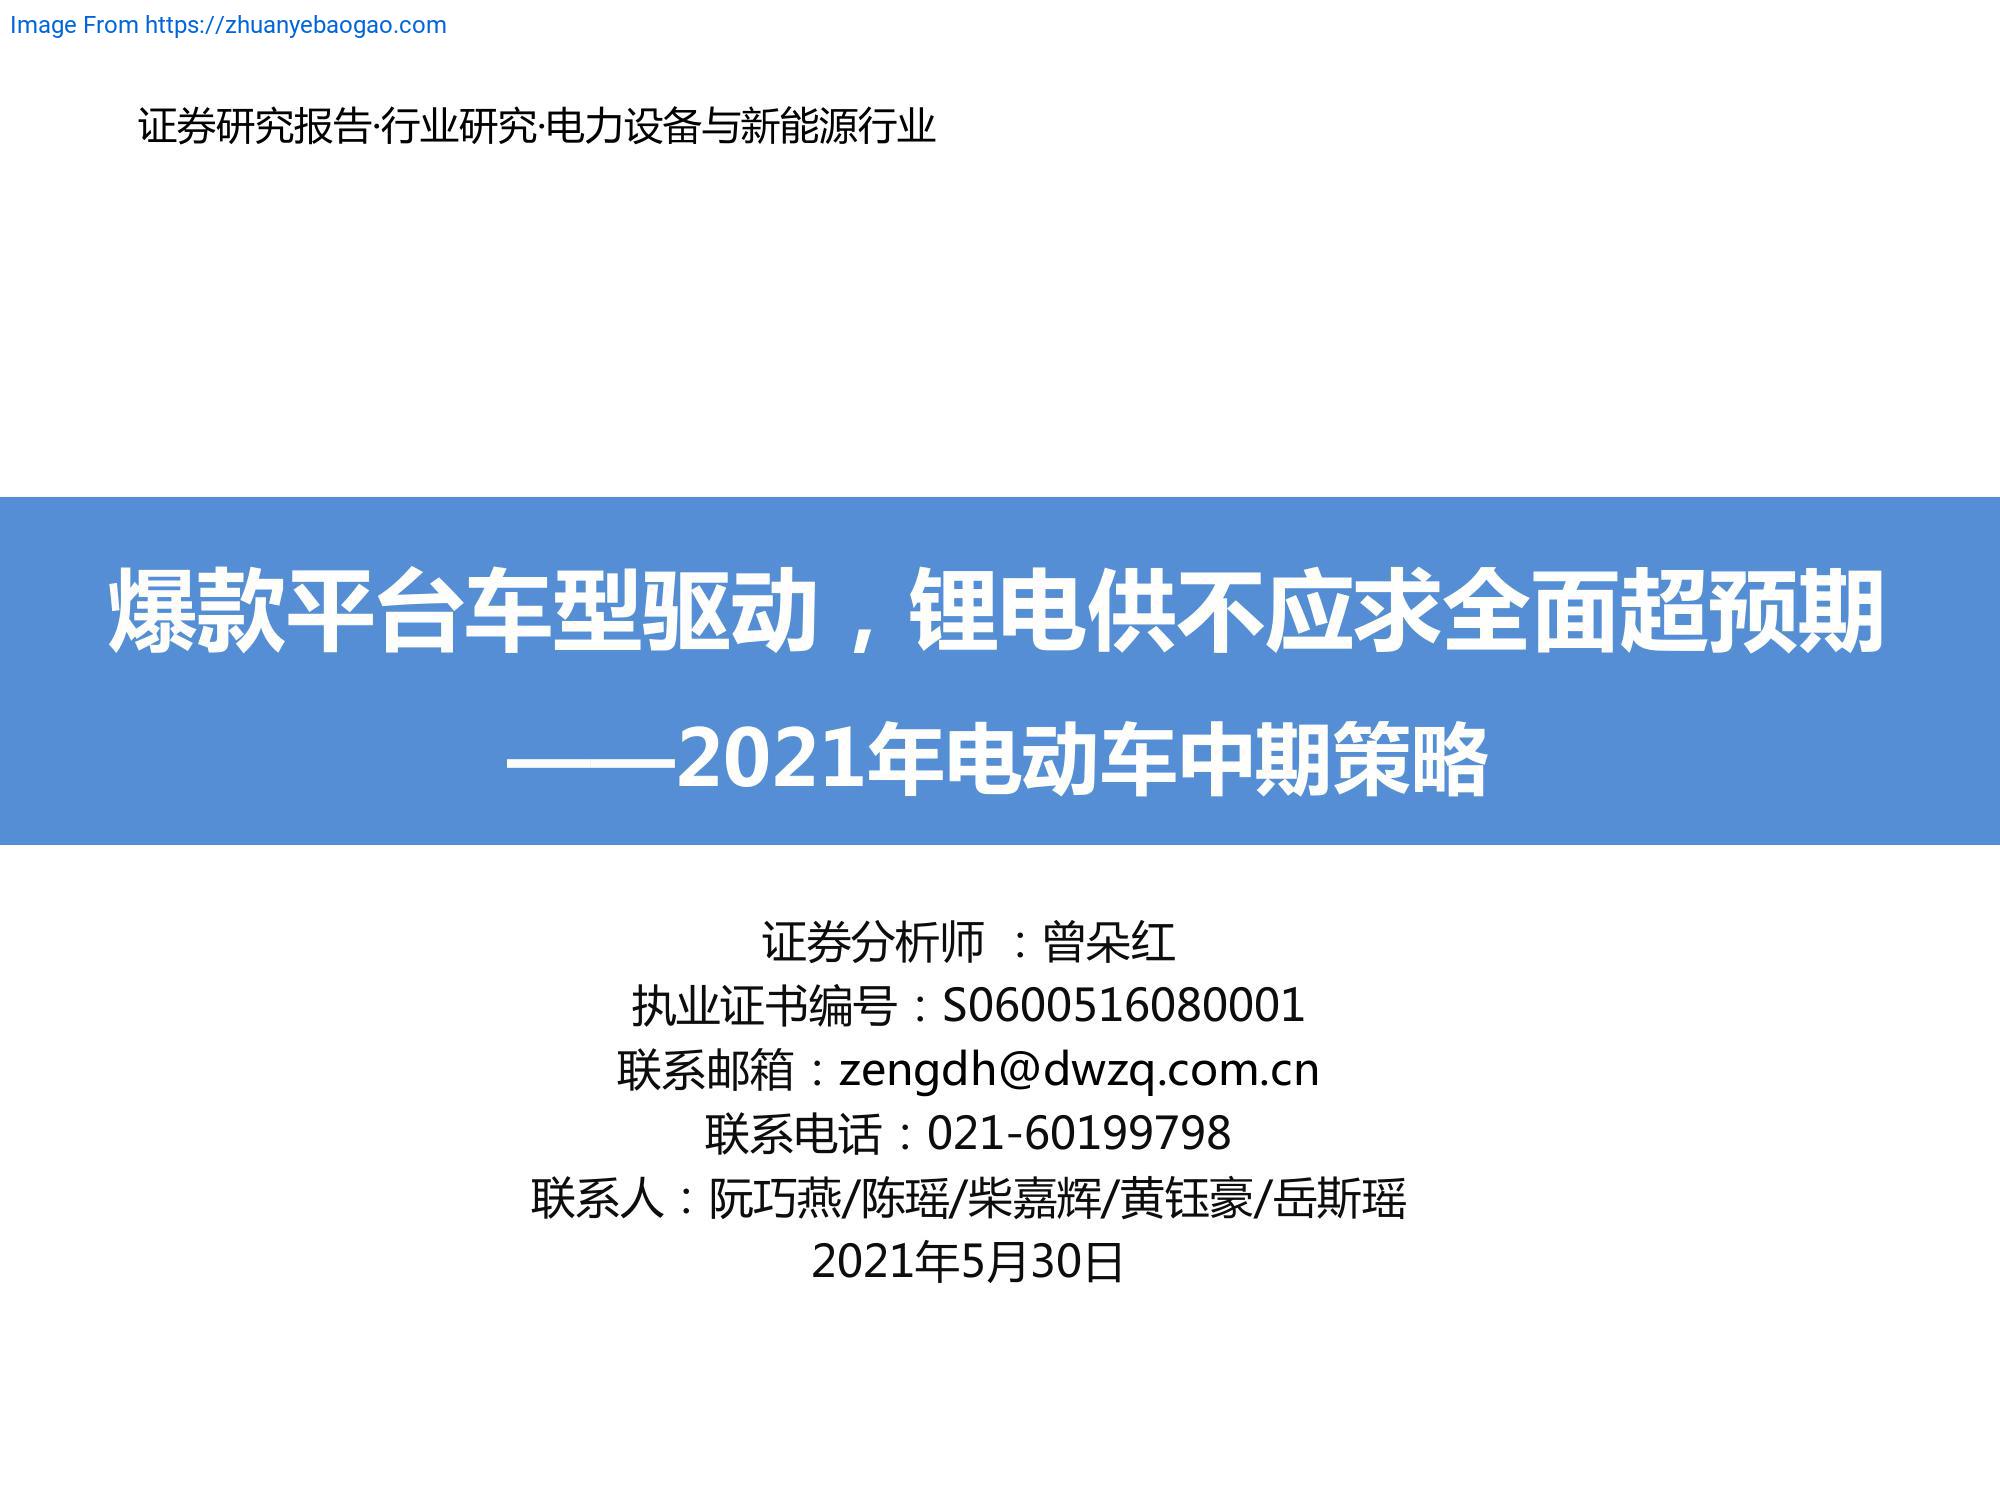 Image From https://zhuanyebaogao.com
证券研究报告·行业研究·电力设备与新能源行业
爆款平台车型驱动，锂电供不应求全面超预期
——2021年电动车中期策略
证券分析师 ：曾朵红
执业证书编号：S0600516080001
联系邮箱：zengdh@dwzq.com.cn
联系电话：021-60199798
联系人：阮巧燕/陈瑶/柴嘉辉/黄钰豪/岳斯瑶
2021年5月30日